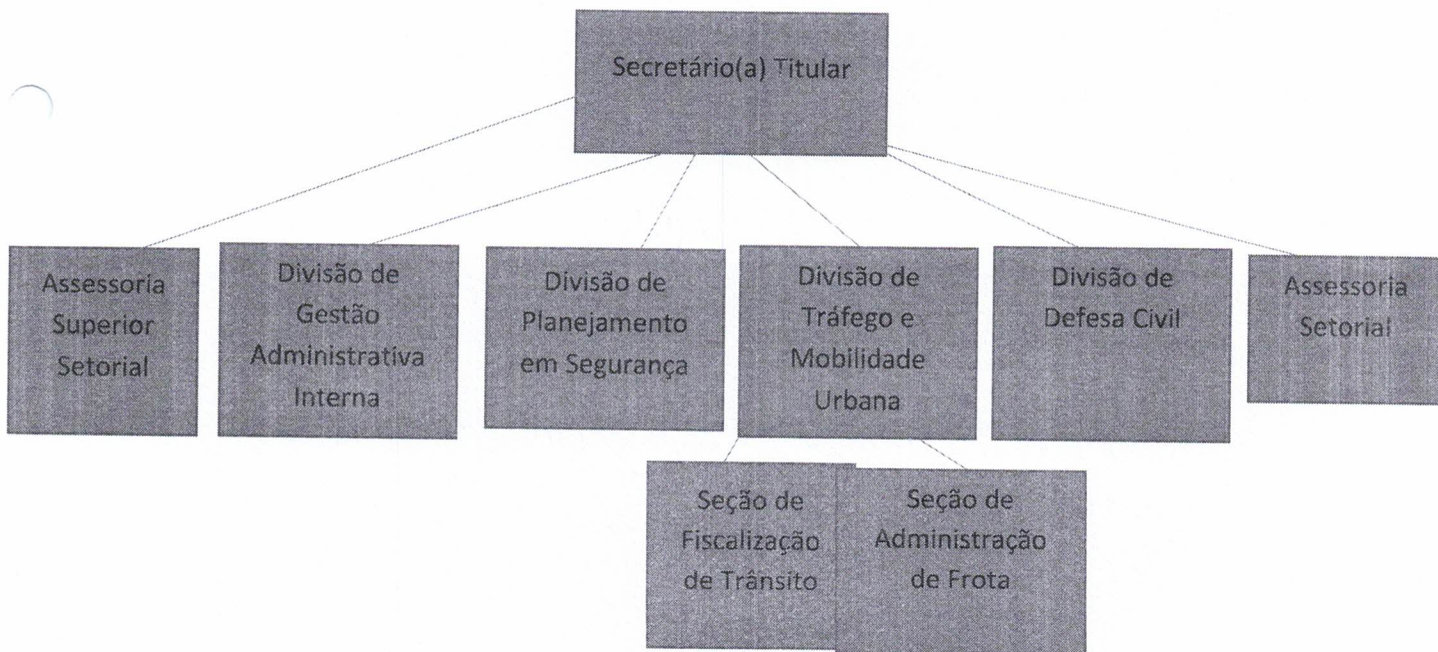 Secretário(a) Titular
Assessoria
Superior
Setorial
Divisão de
Gestão
Administrativa
Interna
Divisão de
Planejamento
em Segurança
Divisão de
Tráfego e
Mobilidade
Urbana
Divisão de
Defesa Civil
Assessoria
Setorial
Seção de
Fiscalização
de Trânsito
Seção de
Administração
de Frota